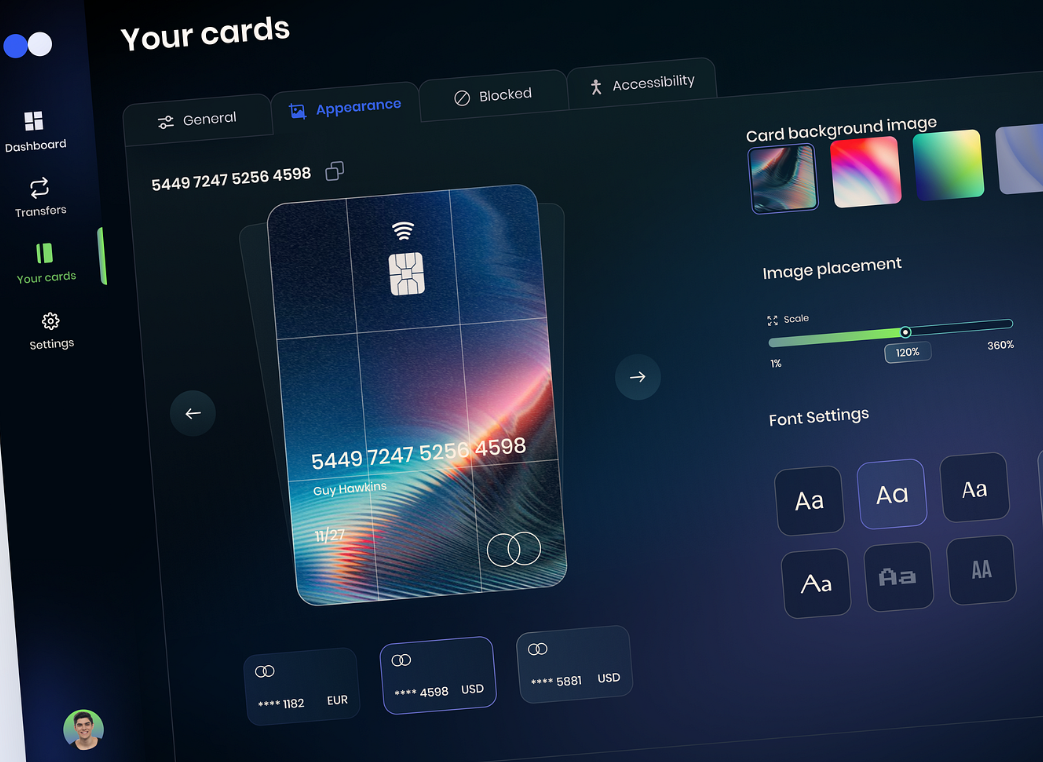 Your cards
Dashboard
Transfers
Your cards
Settings
General
Appearance
Blocked
Accessibility
5449 7247 5256 4598
5449 7247 5256 4598
Guy Hawkins
11/27
**** 1182 EUR
**** 4598 USD
**** 5881 USD
Card background image
Image placement
Scale
1%
120%
360%
Font Settings
Aa
Aa
Aa
Aa
Aa
AA